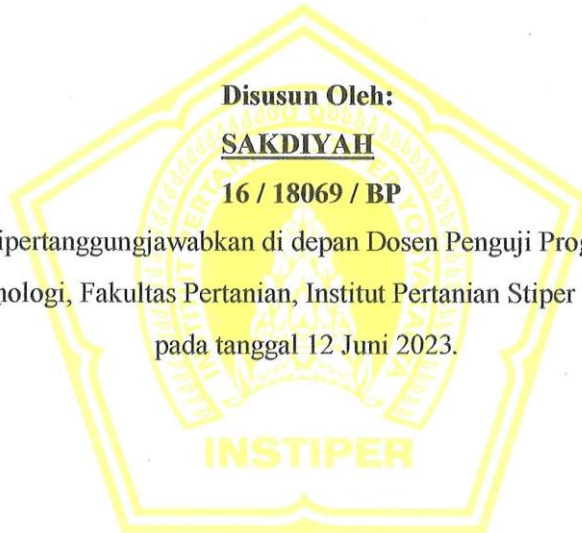 Disusun Oleh:
SAKDIYAH
16 / 18069 / BP
ipertanggungjawabkan di depan Dosen Penguji Prog
nologi, Fakultas Pertanian, Institut Pertanian Stiper
pada tanggal 12 Juni 2023.
INSTIPER